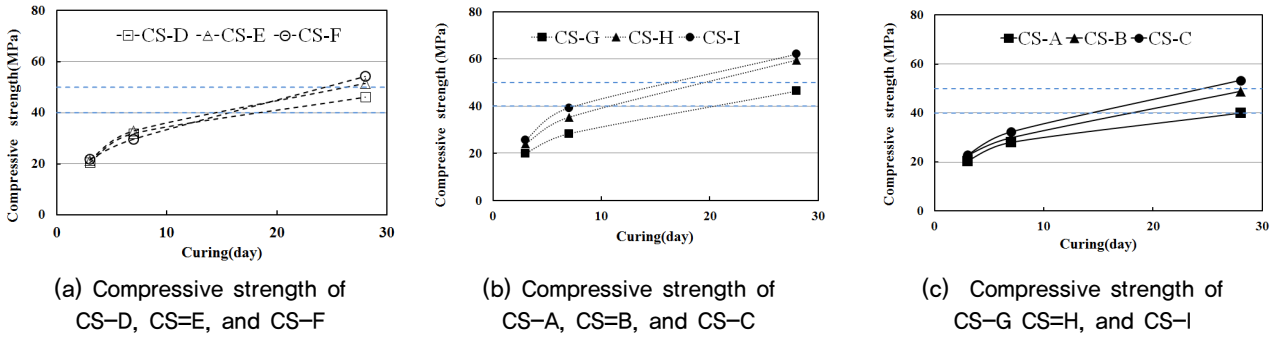 80
60
40
20
0
Compressive strength(MPa)
CS-D CS-E CS-F
0 10 20 30
Curing(day)
(a) Compressive strength of
CS-D, CS=E, and CS-F
80
60
40
20
0
Compressive strength (MPa)
CS-G CS-H CS-I
0 10 20 30
Curing(day)
(b) Compressive strength of
CS-A, CS=B, and CS-C
80
60
40
20
0
Compressive strength (MPa)
CS-A CS-B CS-C
0 10 20 30
Curing(day)
(c) Compressive strength of
CS-G CS=H, and CS-I